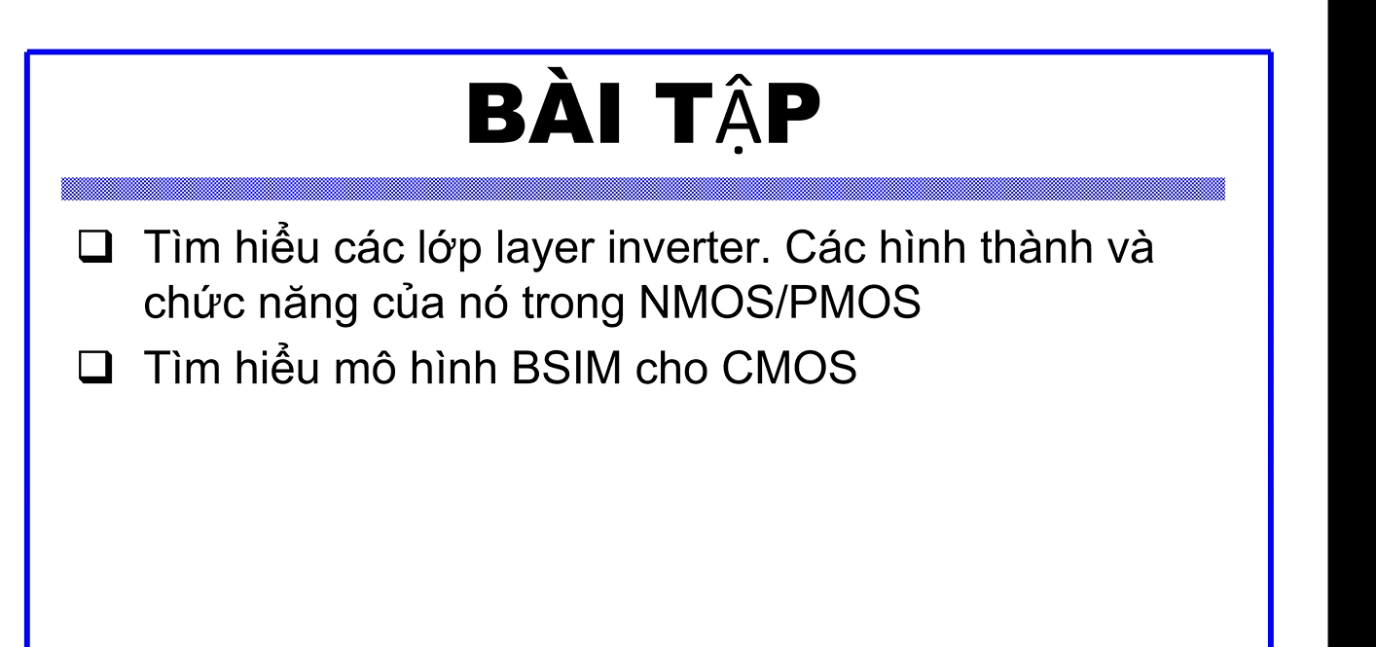 BÀI TẬP
Tìm hiểu các lớp layer inverter. Các hình thành và
chức năng của nó trong NMOS/PMOS
Tìm hiểu mô hình BSIM cho CMOS